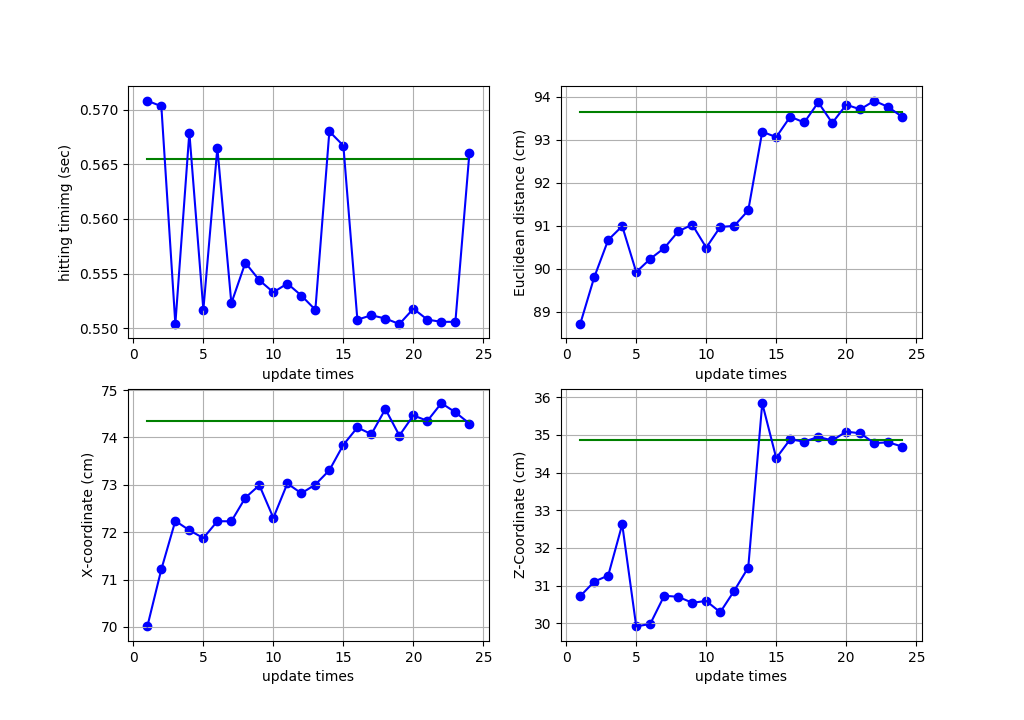 hitting timimg (sec)
0.570
0.565
0.560
0.555
0.550
0 5 10 15 20 25
update times
Euclidean distance (cm)
94
93
92
91
90
89
0 5 10 15 20 25
update times
X-coordinate (cm)
75
74
73
72
71
70
0 5 10 15 20 25
update times
Z-Coordinate (cm)
36
35
34
33
32
31
30
0 5 10 15 20 25
update times